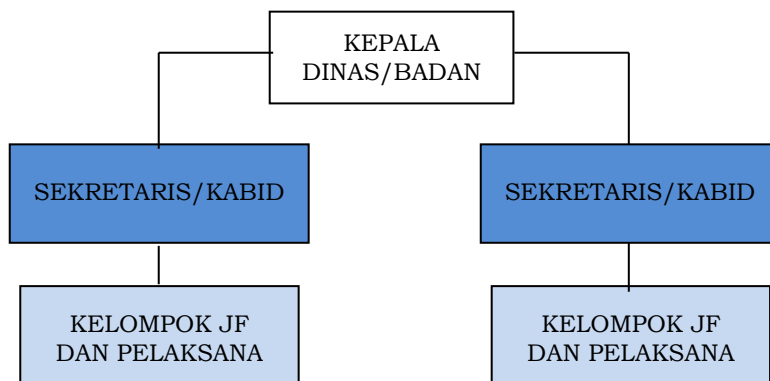 KEPALA
DINAS/BADAN
SEKRETARIS/KABID
SEKRETARIS/KABID
KELOMPOK JF
DAN PELAKSANA
KELOMPOK JF
DAN PELAKSANA